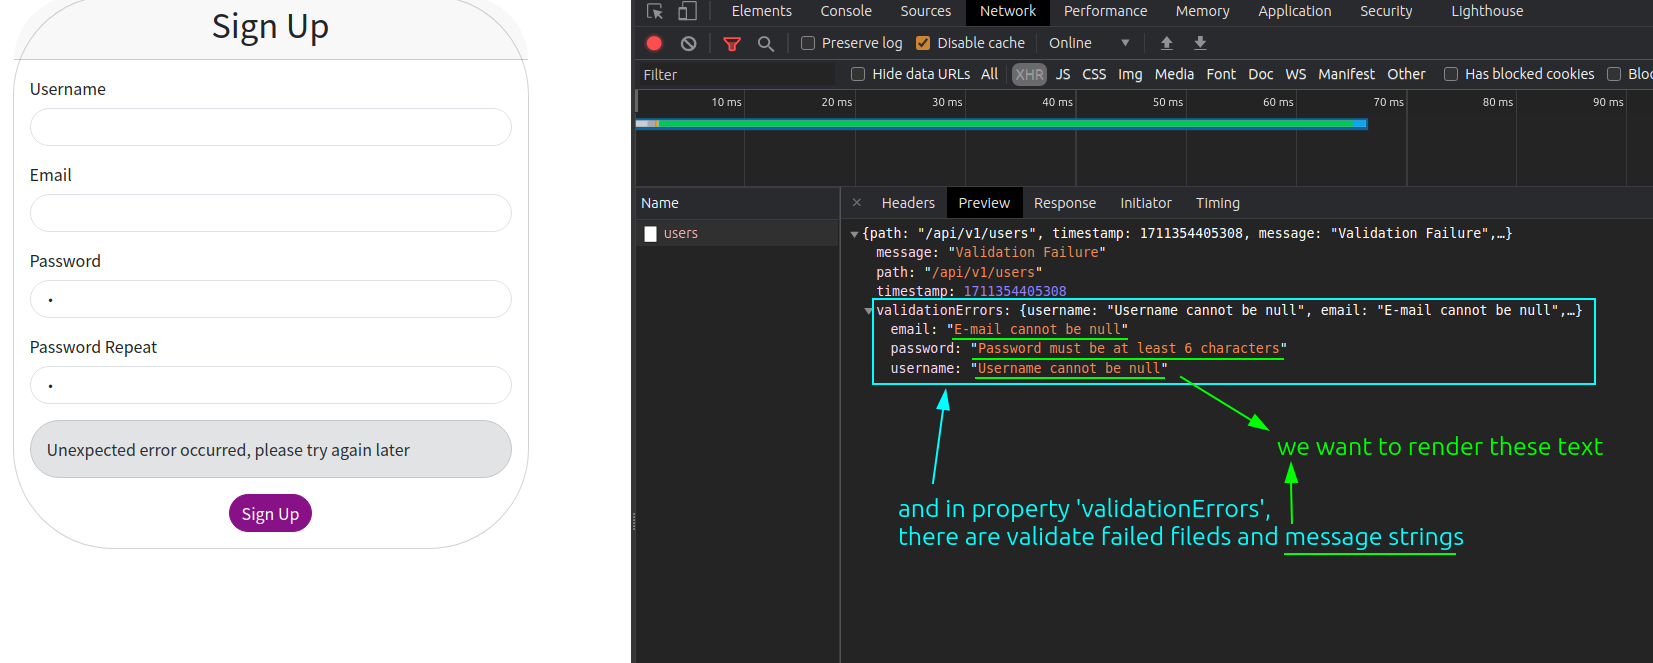 Sign Up
Username
Email
Password
Password Repeat
Unexpected error occurred, please try again later
Sign Up
Elements Console Sources Network Performance Memory Application Security Lighthouse
Preserve log Disable cache Online
Filter Hide data URLs All XHR JS CSS Img Media Font Doc WS Manifest Other Has blocked cookies Bloc
10 ms 20 ms 30 ms 40 ms 50 ms 60 ms 70 ms 80 ms 90 ms
Name
users
× Headers Preview Response Initiator Timing
{path: "/api/v1/users", timestamp: 1711354405308, message: "Validation Failure",…}
message: "Validation Failure"
path: "/api/v1/users"
timestamp: 1711354405308
validationErrors: {username: "Username cannot be null", email: "E-mail cannot be null",…}
email: "E-mail cannot be null"
password: "Password must be at least 6 characters"
username: "Username cannot be null"
we want to render these text
and in property 'validationErrors',
there are validate failed fileds and message strings